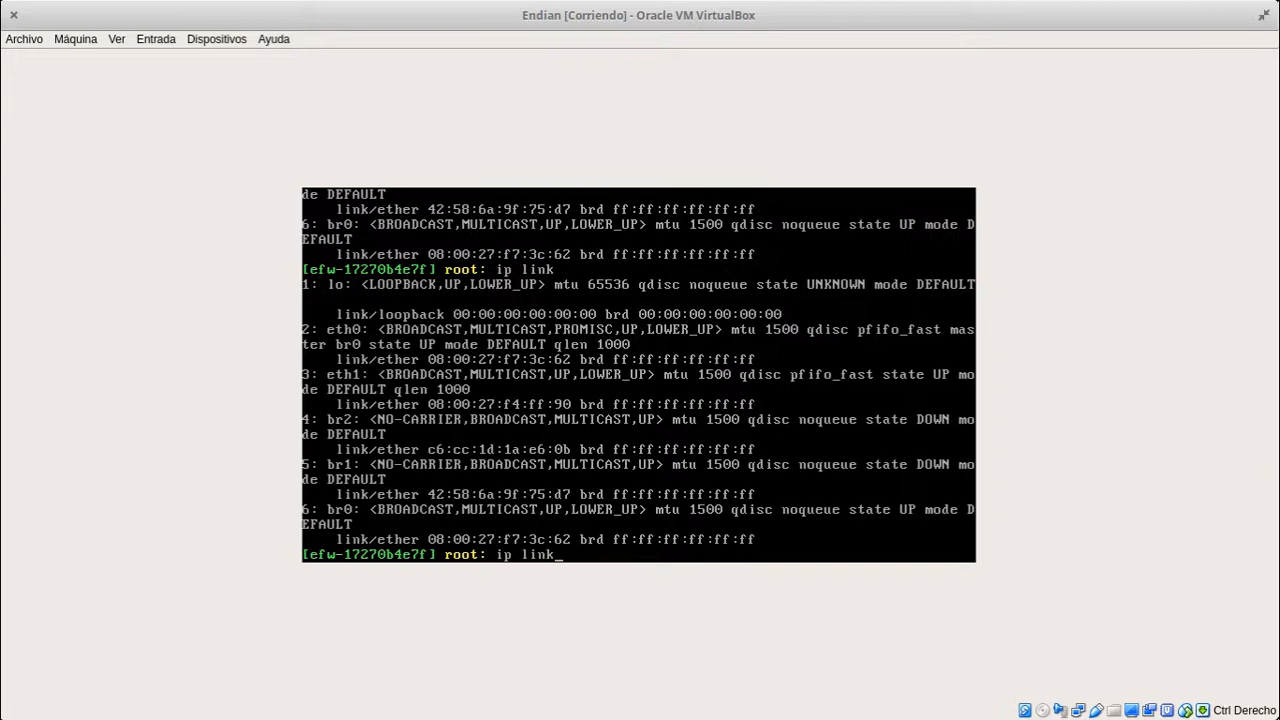 Endian [Corriendo] - Oracle VM VirtualBox
Archivo Máquina Ver Entrada Dispositivos Ayuda
de DEFAULT
link/ether 42:58:6a:9f:75:d7 brd ff:ff:ff:ff:ff:ff
6: br0: <BROADCAST,MULTICAST,UP,LOWER_UP> mtu 1500 qdisc noqueue state UP mode D
EFAULT
link/ether 08:00:27:f7:3c:62 brd ff:ff:ff:ff:ff:ff
[efw-17270b4e7f] root: ip link
1: lo: <LOOPBACK,UP,LOWER_UP> mtu 65536 qdisc noqueue state UNKNOWN mode DEFAULT
link/loopback 00:00:00:00:00:00 brd 00:00:00:00:00:00
2: eth0: <BROADCAST,MULTICAST,PROMISC,UP,LOWER_UP> mtu 1500 qdisc pfifo_fast mas
ter br0 state UP mode DEFAULT qlen 1000
link/ether 08:00:27:f7:3c:62 brd ff:ff:ff:ff:ff:ff
3: eth1: <BROADCAST,MULTICAST,UP,LOWER_UP> mtu 1500 qdisc pfifo_fast state UP mo
de DEFAULT qlen 1000
link/ether 08:00:27:f4:ff:90 brd ff:ff:ff:ff:ff:ff
4: br2: <NO-CARRIER,BROADCAST,MULTICAST,UP> mtu 1500 qdisc noqueue state DOWN mo
de DEFAULT
link/ether c6:cc:1d:1a:e6:0b brd ff:ff:ff:ff:ff:ff
5: br1: <NO-CARRIER,BROADCAST,MULTICAST,UP> mtu 1500 qdisc noqueue state DOWN mo
de DEFAULT
link/ether 42:58:6a:9f:75:d7 brd ff:ff:ff:ff:ff:ff
6: br0: <BROADCAST,MULTICAST,UP,LOWER_UP> mtu 1500 qdisc noqueue state UP mode D
EFAULT
link/ether 08:00:27:f7:3c:62 brd ff:ff:ff:ff:ff:ff
[efw-17270b4e7f] root: ip link_
Ctrl Derecho